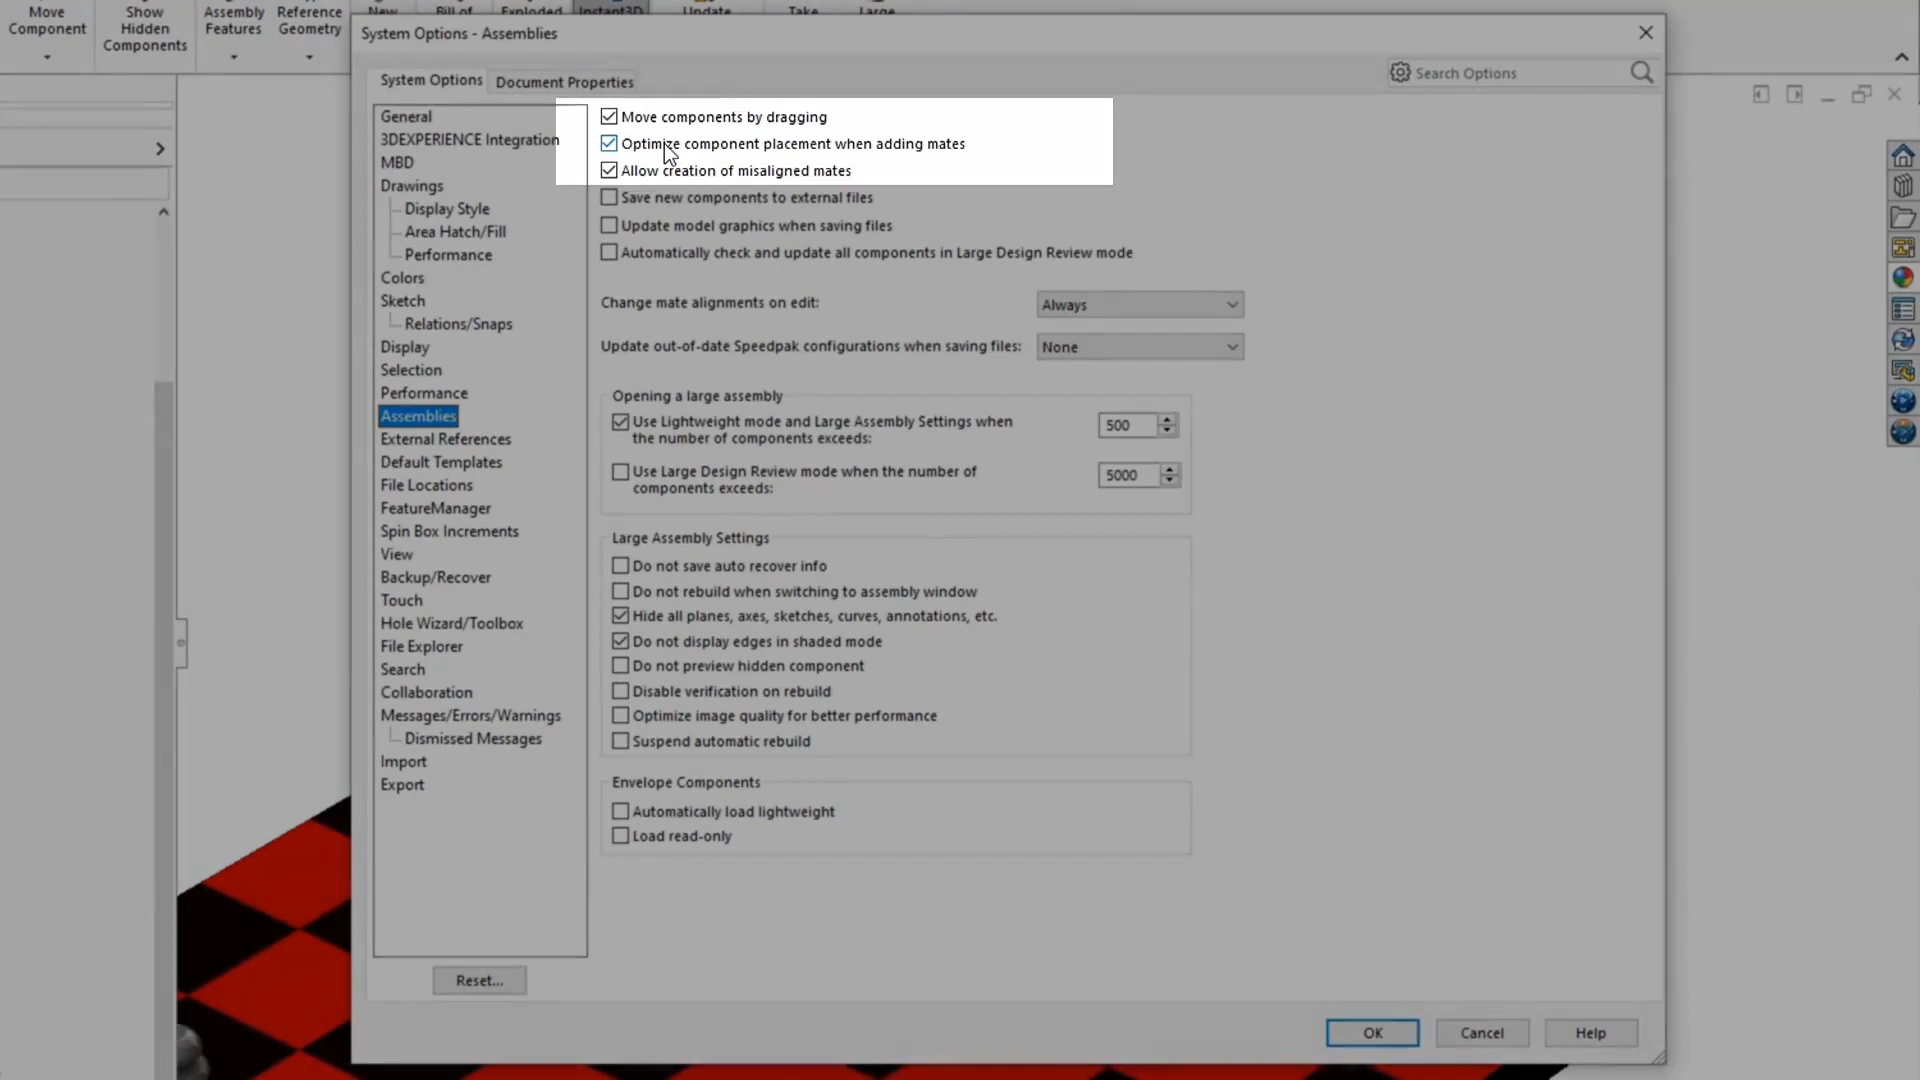 Move
Component
Show
Hidden
Components
Assembly
Features
Reference
Geometry
New
Bill of
Exploded
Instant3D
Update
Take
Large
System Options - Assemblies
System Options
Document Properties
Search Options
General
3DEXPERIENCE Integration
MBD
Drawings
Display Style
Area Hatch/Fill
Performance
Colors
Sketch
Relations/Snaps
Display
Selection
Performance
Assemblies
External References
Default Templates
File Locations
FeatureManager
Spin Box Increments
View
Backup/Recover
Touch
Hole Wizard/Toolbox
File Explorer
Search
Collaboration
Messages/Errors/Warnings
Dismissed Messages
Import
Export
Reset...
Move components by dragging
Optimize component placement when adding mates
Allow creation of misaligned mates
Save new components to external files
Update model graphics when saving files
Automatically check and update all components in Large Design Review mode
Change mate alignments on edit:
Always
Update out-of-date Speedpak configurations when saving files:
None
Opening a large assembly
Use Lightweight mode and Large Assembly Settings when
the number of components exceeds:
500
Use Large Design Review mode when the number of
components exceeds:
5000
Large Assembly Settings
Do not save auto recover info
Do not rebuild when switching to assembly window
Hide all planes, axes, sketches, curves, annotations, etc.
Do not display edges in shaded mode
Do not preview hidden component
Disable verification on rebuild
Optimize image quality for better performance
Suspend automatic rebuild
Envelope Components
Automatically load lightweight
Load read-only
OK
Cancel
Help